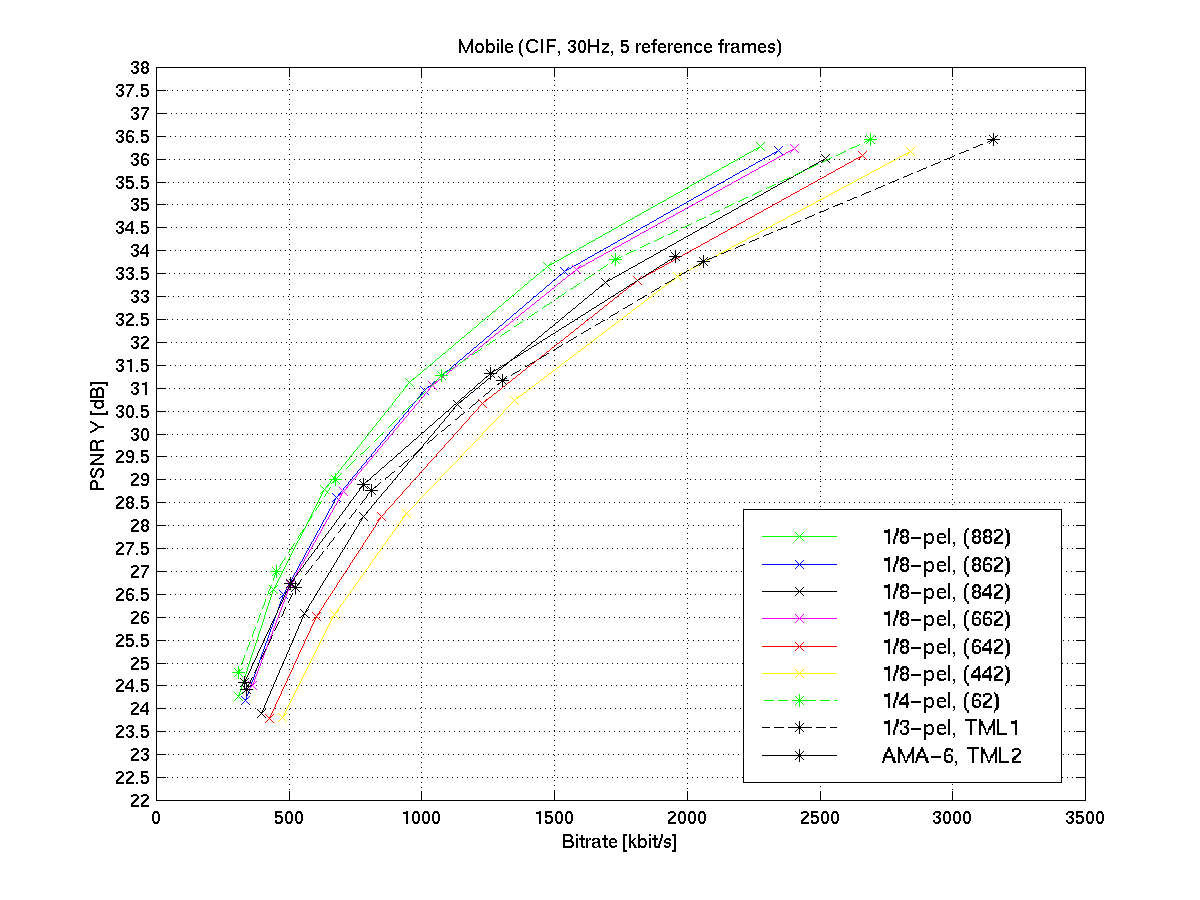 Mobile (CIF, 30Hz, 5 reference frames)
38
37.5
37
36.5
36
35.5
35
34.5
34
33.5
33
32.5
32
31.5
31
30.5
30
29.5
29
28.5
28
27.5
27
26.5
26
25.5
25
24.5
24
23.5
23
22.5
22
PSNR Y [dB]
1/8-pel, (882)
1/8-pel, (862)
1/8-pel, (842)
1/8-pel, (662)
1/8-pel, (642)
1/8-pel, (442)
1/4-pel, (62)
1/3-pel, TML1
AMA-6, TML2
0 500 1000 1500 2000 2500 3000 3500
Bitrate [kbit/s]